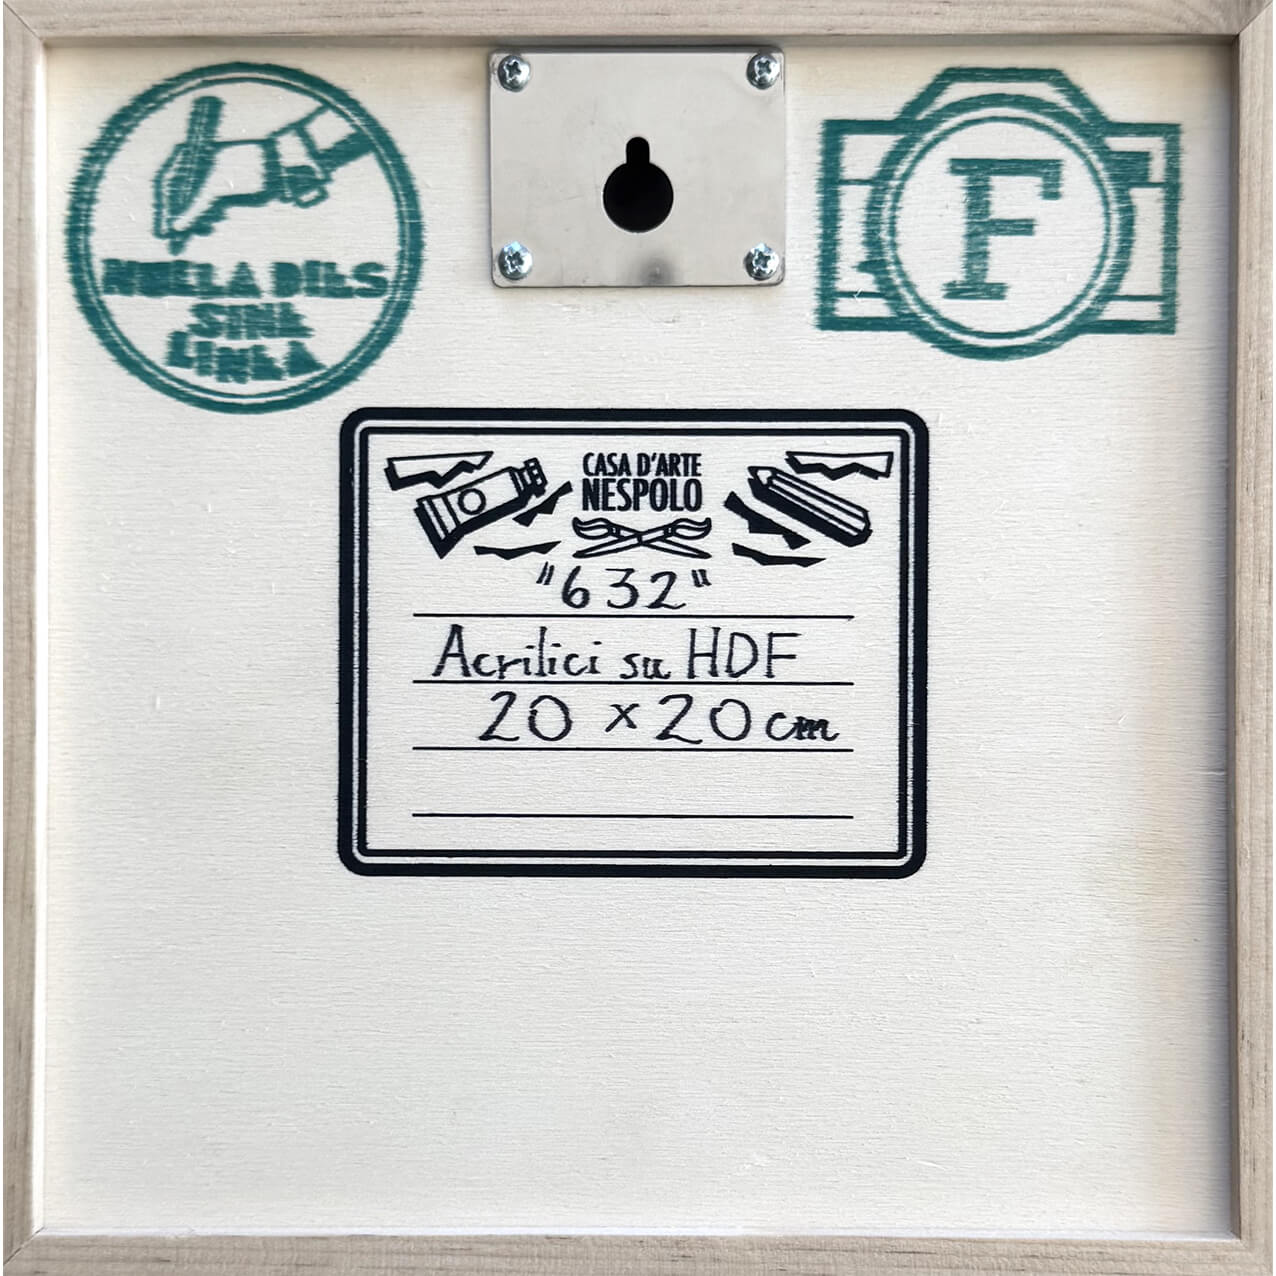 NULLA DIES
SINE
LINEA
F
CASA D'ARTE
NESPOLO
"632"
Acrilici su HDF
20 x 20 cm